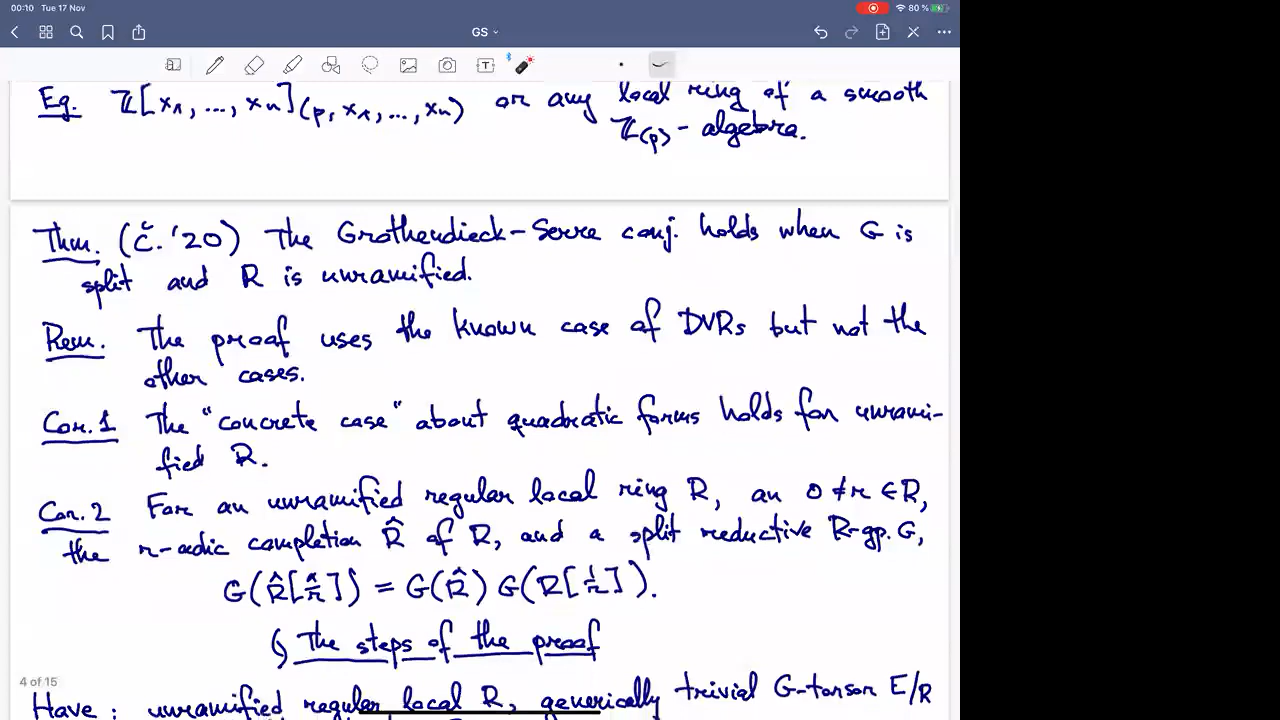 00:10 Tue 17 Nov
80 %
GS
Eg. ℤ[x₁, ..., xₙ]₍ₚ, ₓ₁, ..., ₓₙ₎ or any local ring of a smooth
ℤ₍ₚ₎ - algebra.
Thm. (Č. '20) The Grothendieck–Serre conj. holds when G is
split and R is unramified.
Rem. The proof uses the known case of DVRs but not the
other cases.
Cor. 1 The "concrete case" about quadratic forms holds for unrami-
fied R.
Cor. 2 For an unramified regular local ring R, an 0 ≠ r ∈ R,
the r-adic completion R̂ of R, and a split reductive R-gp. G,
G(R̂[1/r]) = G(R̂) G(R[1/r]).
§ The steps of the proof
4 of 15
Have: unramified regular local R, generically trivial G-torsor E/R